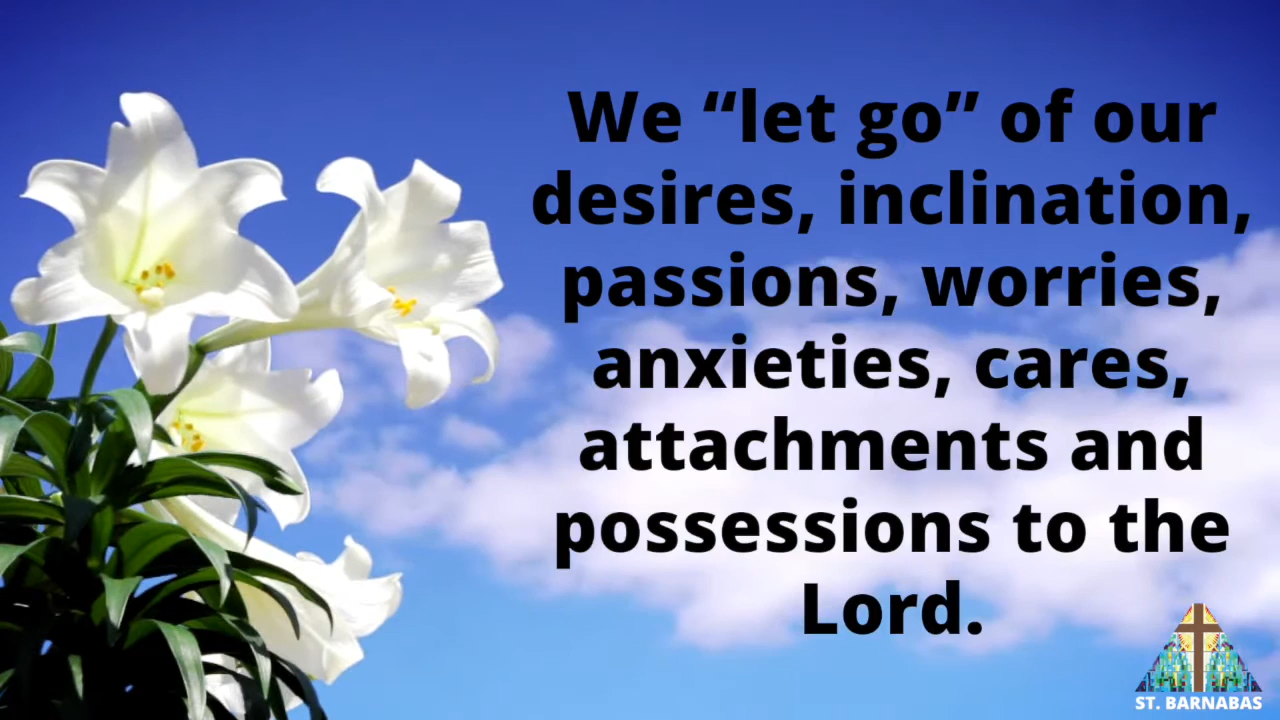 We “let go” of our
desires, inclination,
passions, worries,
anxieties, cares,
attachments and
possessions to the
Lord.
ST. BARNABAS